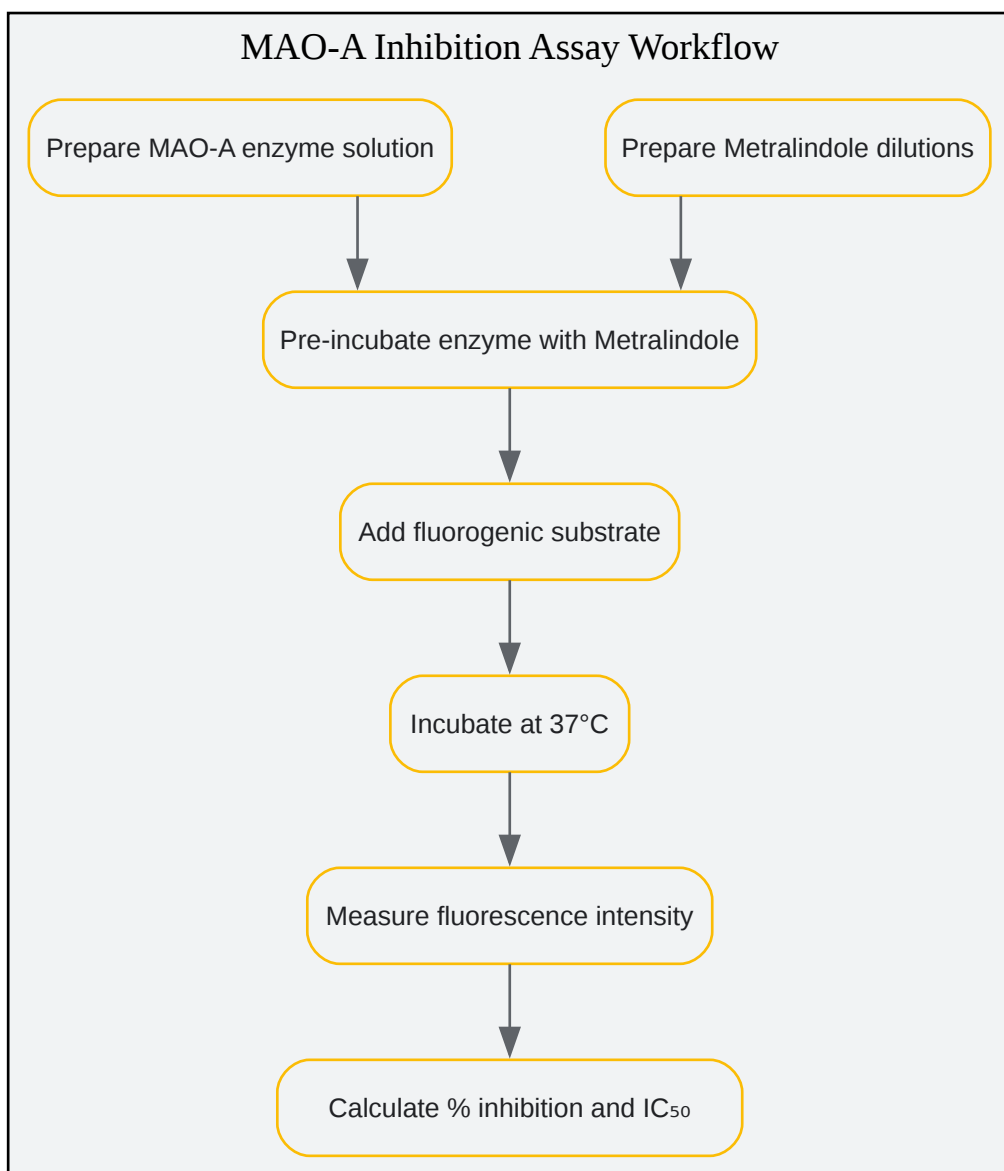 MAO-A Inhibition Assay Workflow
Prepare MAO-A enzyme solution
Prepare Metralindole dilutions
Pre-incubate enzyme with Metralindole
Add fluorogenic substrate
Incubate at 37°C
Measure fluorescence intensity
Calculate % inhibition and IC₅₀